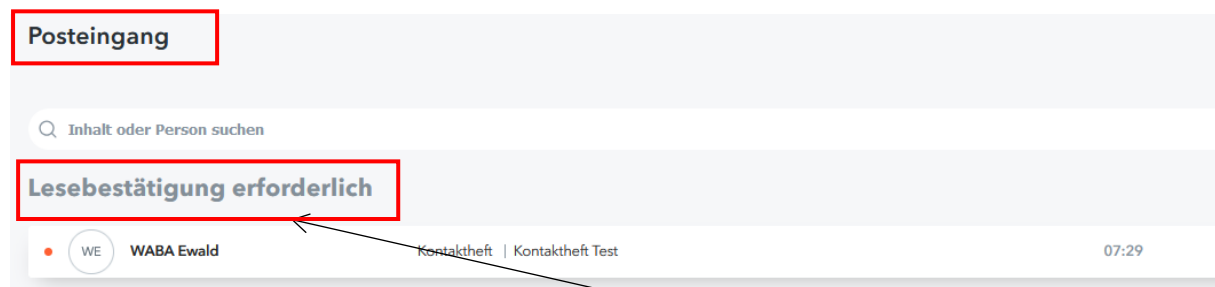 Posteingang
Inhalt oder Person suchen
Lesebestätigung erforderlich
WE WABA Ewald Kontaktheft | Kontaktheft Test 07:29